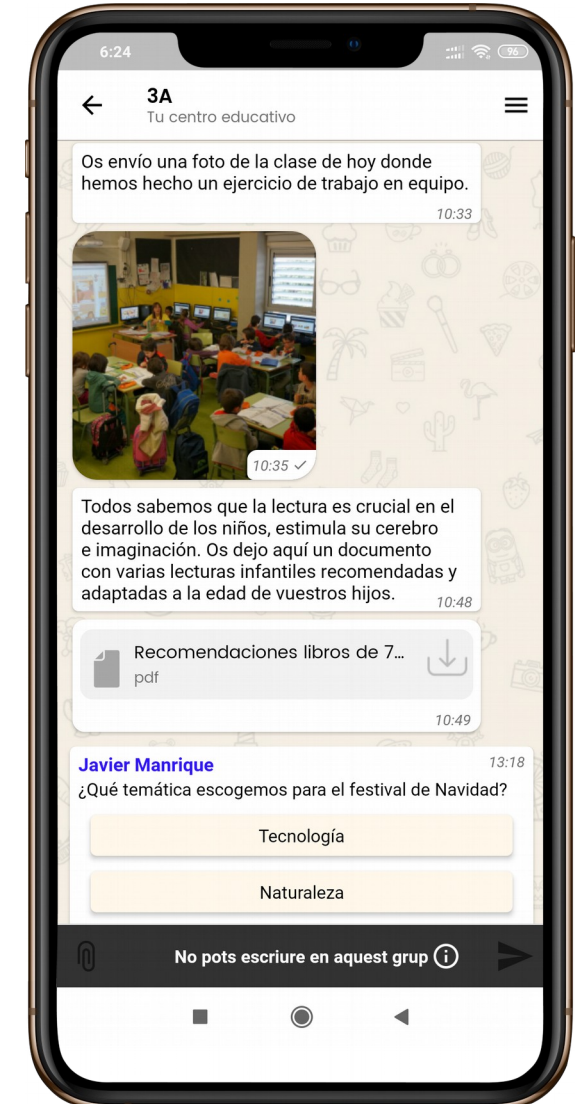 6:24
96
3A
Tu centro educativo
Os envío una foto de la clase de hoy donde
hemos hecho un ejercicio de trabajo en equipo.
10:33
10:35
Todos sabemos que la lectura es crucial en el
desarrollo de los niños, estimula su cerebro
e imaginación. Os dejo aquí un documento
con varias lecturas infantiles recomendadas y
adaptadas a la edad de vuestros hijos.
10:48
Recomendaciones libros de 7...
pdf
10:49
Javier Manrique 13:18
¿Qué temática escogemos para el festival de Navidad?
Tecnología
Naturaleza
No pots escriure en aquest grup